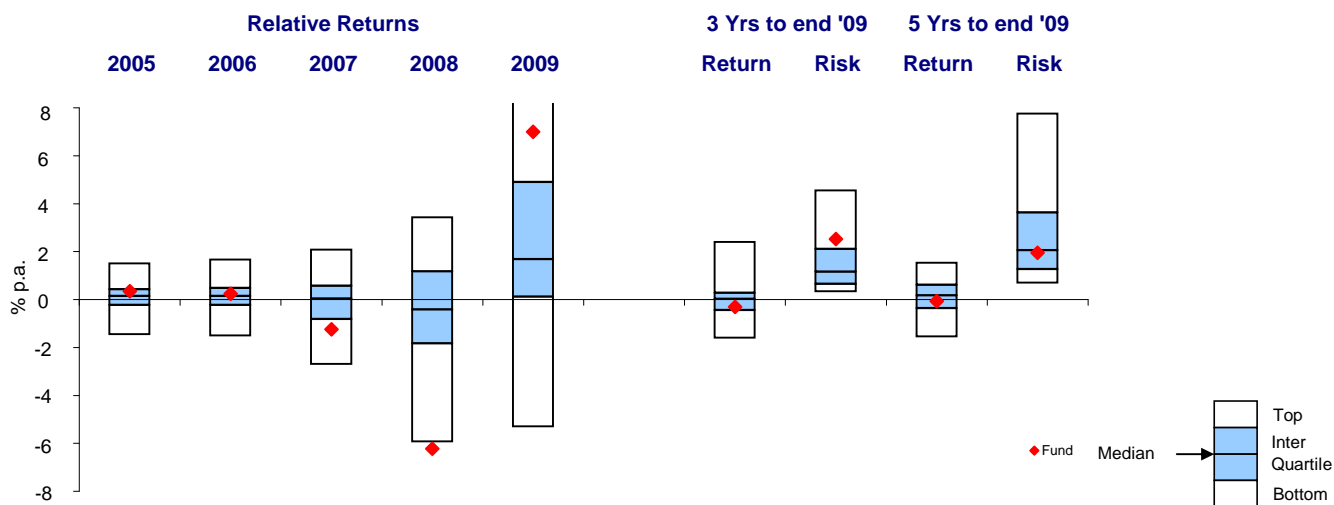 Relative Returns 3 Yrs to end '09 5 Yrs to end '09
2005 2006 2007 2008 2009 Return Risk Return Risk
8
6
4
2
0
-2
-4
-6
-8
% p.a.
Fund Median
Top
Inter
Quartile
Bottom